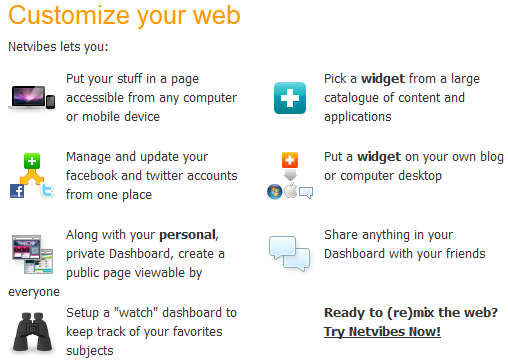 Customize your web
Netvibes lets you:
Put your stuff in a page
accessible from any computer
or mobile device
Pick a widget from a large
catalogue of content and
applications
Manage and update your
facebook and twitter accounts
from one place
Put a widget on your own blog
or computer desktop
Along with your personal,
private Dashboard, create a
public page viewable by
everyone
Share anything in your
Dashboard with your friends
Setup a "watch" dashboard to
keep track of your favorites
subjects
Ready to (re)mix the web?
Try Netvibes Now!